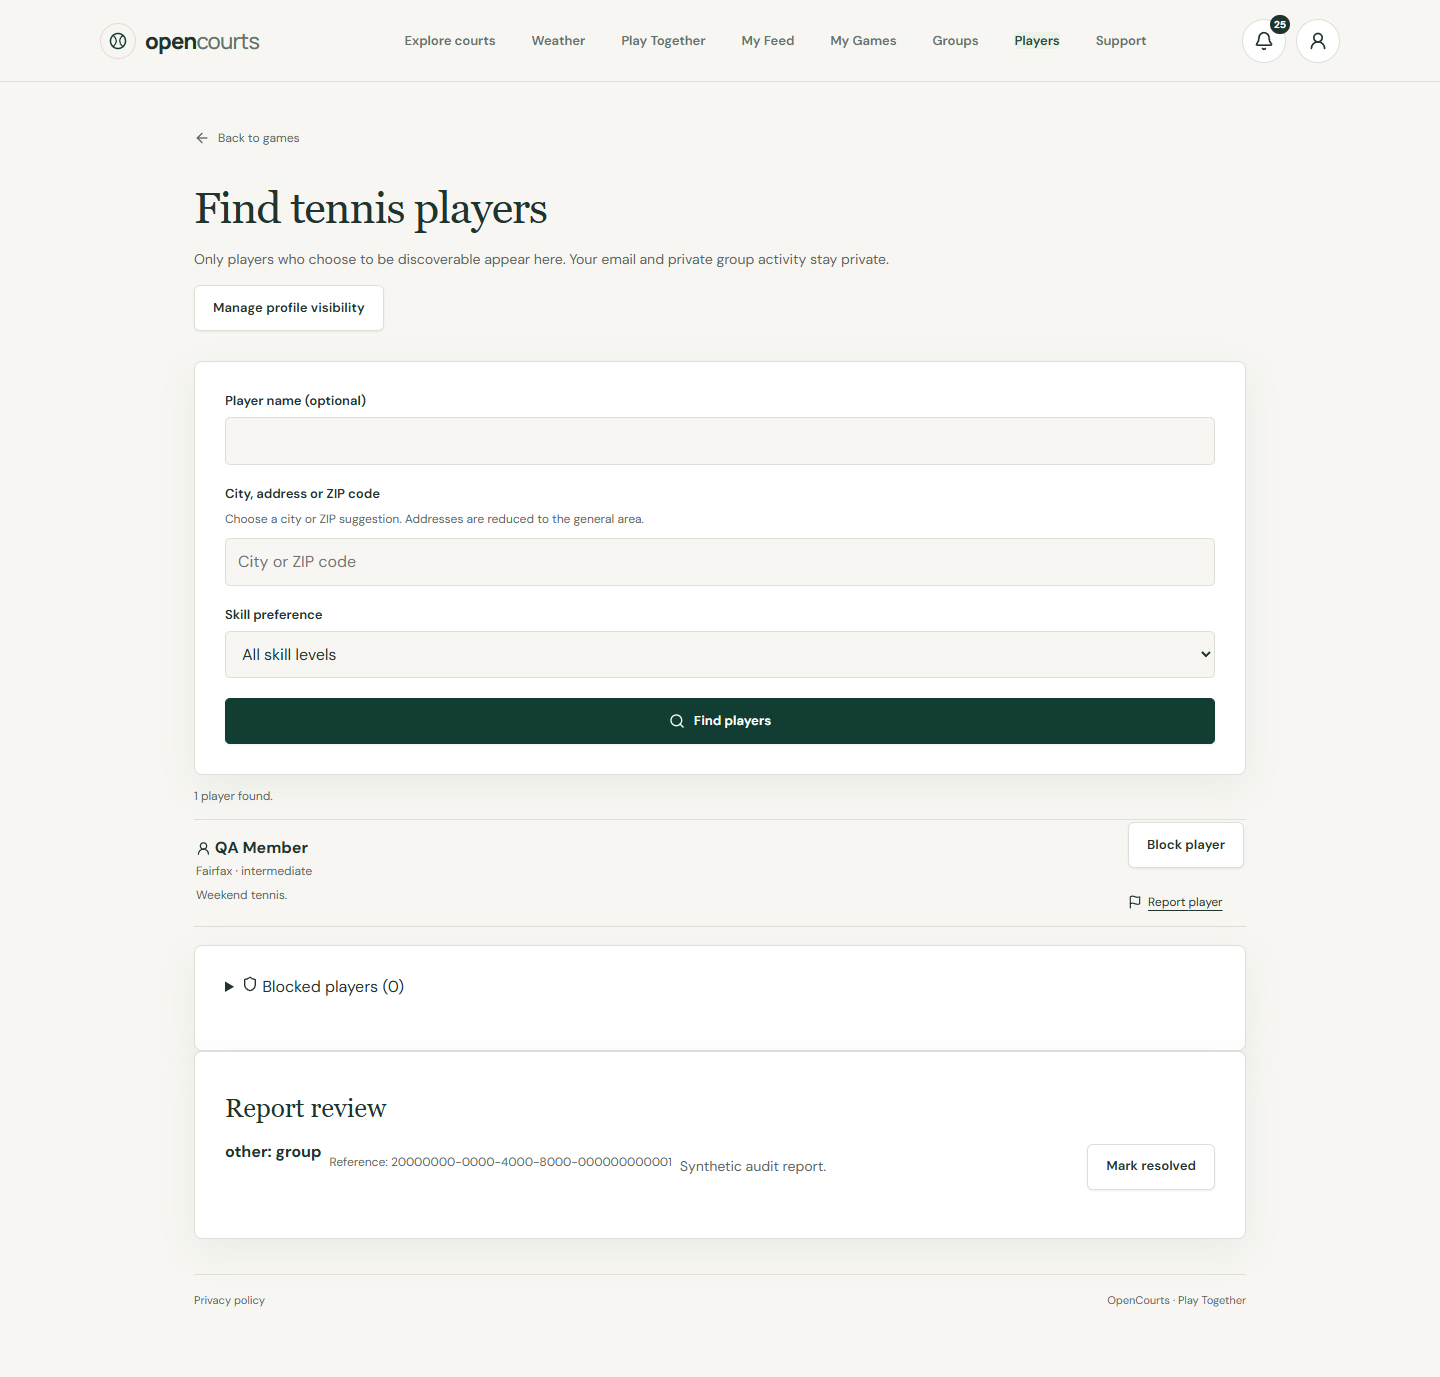 opencourts
Explore courts
Weather
Play Together
My Feed
My Games
Groups
Players
Support
25
Back to games
Find tennis players
Only players who choose to be discoverable appear here. Your email and private group activity stay private.
Manage profile visibility
Player name (optional)
City, address or ZIP code
Choose a city or ZIP suggestion. Addresses are reduced to the general area.
City or ZIP code
Skill preference
All skill levels
Find players
1 player found.
QA Member
Fairfax · intermediate
Weekend tennis.
Block player
Report player
Blocked players (0)
Report review
other: group
Reference: 20000000-0000-4000-8000-000000000001
Synthetic audit report.
Mark resolved
Privacy policy
OpenCourts · Play Together